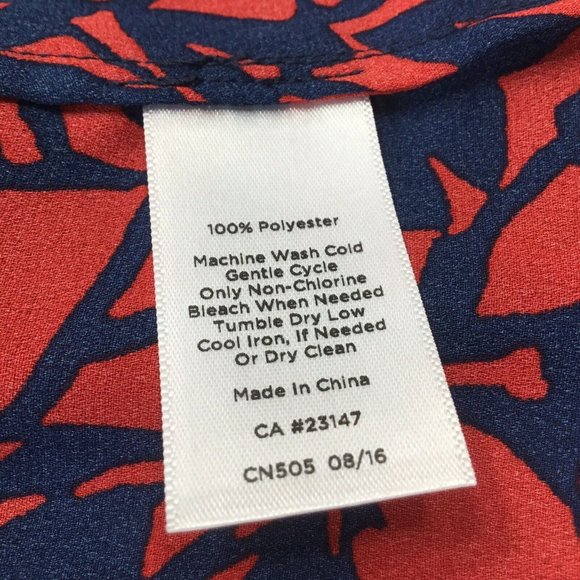 100% Polyester
Machine Wash Cold
Gentle Cycle
Only Non-Chlorine
Bleach When Needed
Tumble Dry Low
Cool Iron, If Needed
Or Dry Clean
Made In China
CA #23147
CN505 08/16